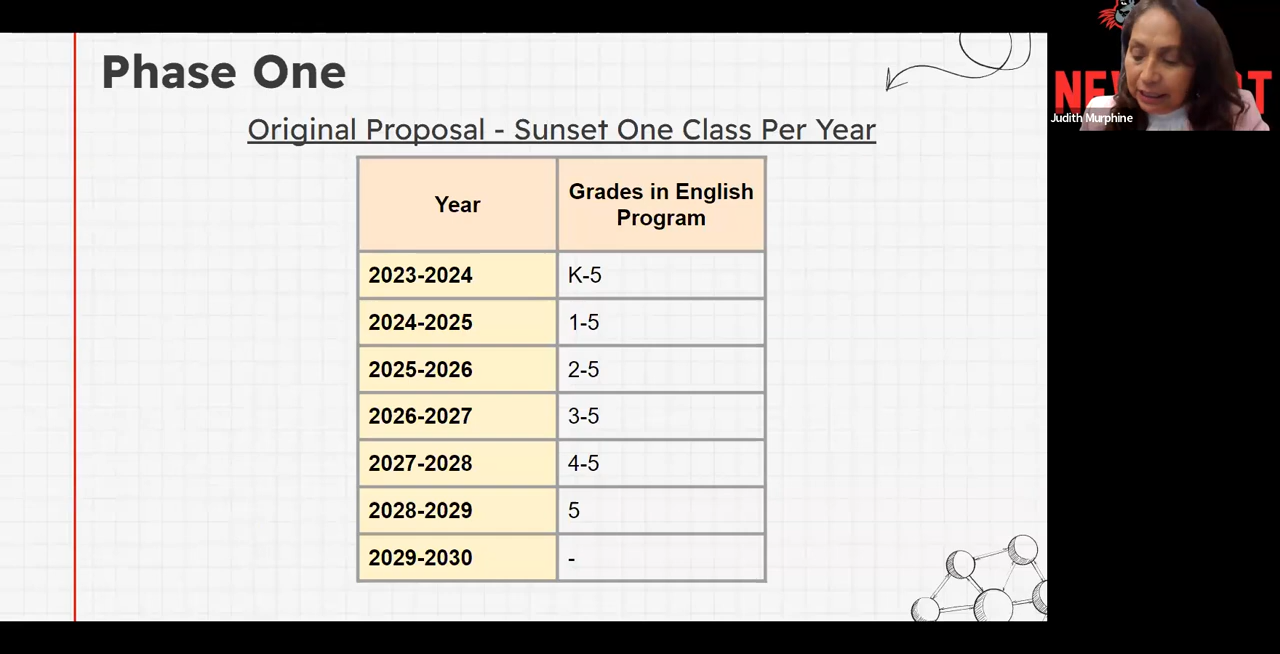 Phase One
Original Proposal - Sunset One Class Per Year
Year
Grades in English
Program
2023-2024
K-5
2024-2025
1-5
2025-2026
2-5
2026-2027
3-5
2027-2028
4-5
2028-2029
5
2029-2030
-
Judith Murphine